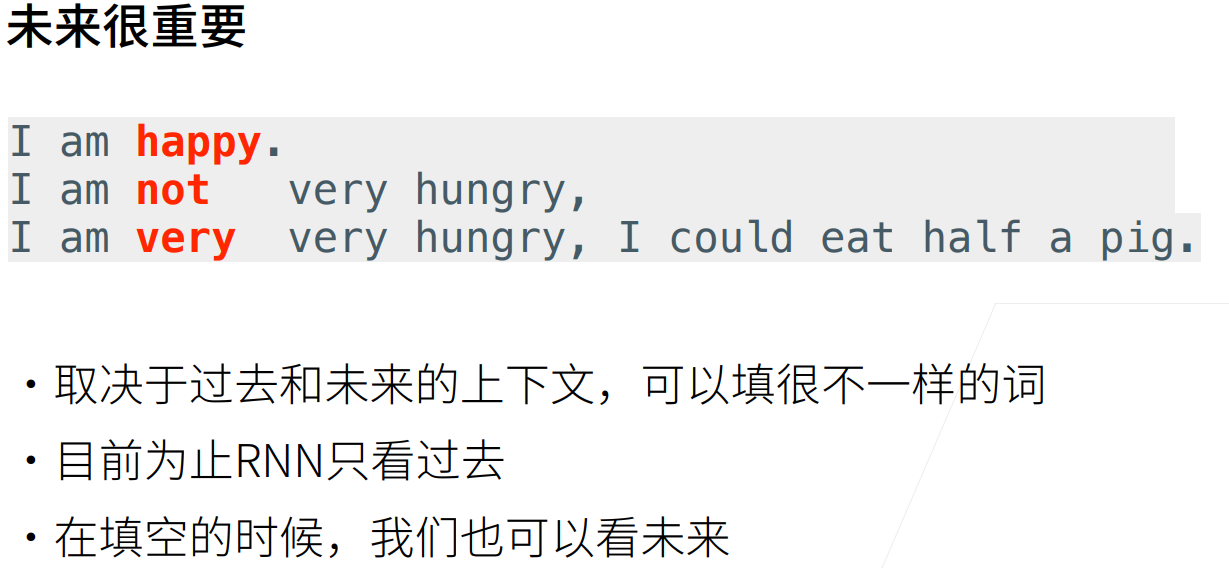 未来很重要
I am happy.
I am not very hungry,
I am very very hungry, I could eat half a pig.
• 取决于过去和未来的上下文，可以填很不一样的词
• 目前为止RNN只看过去
• 在填空的时候，我们也可以看未来